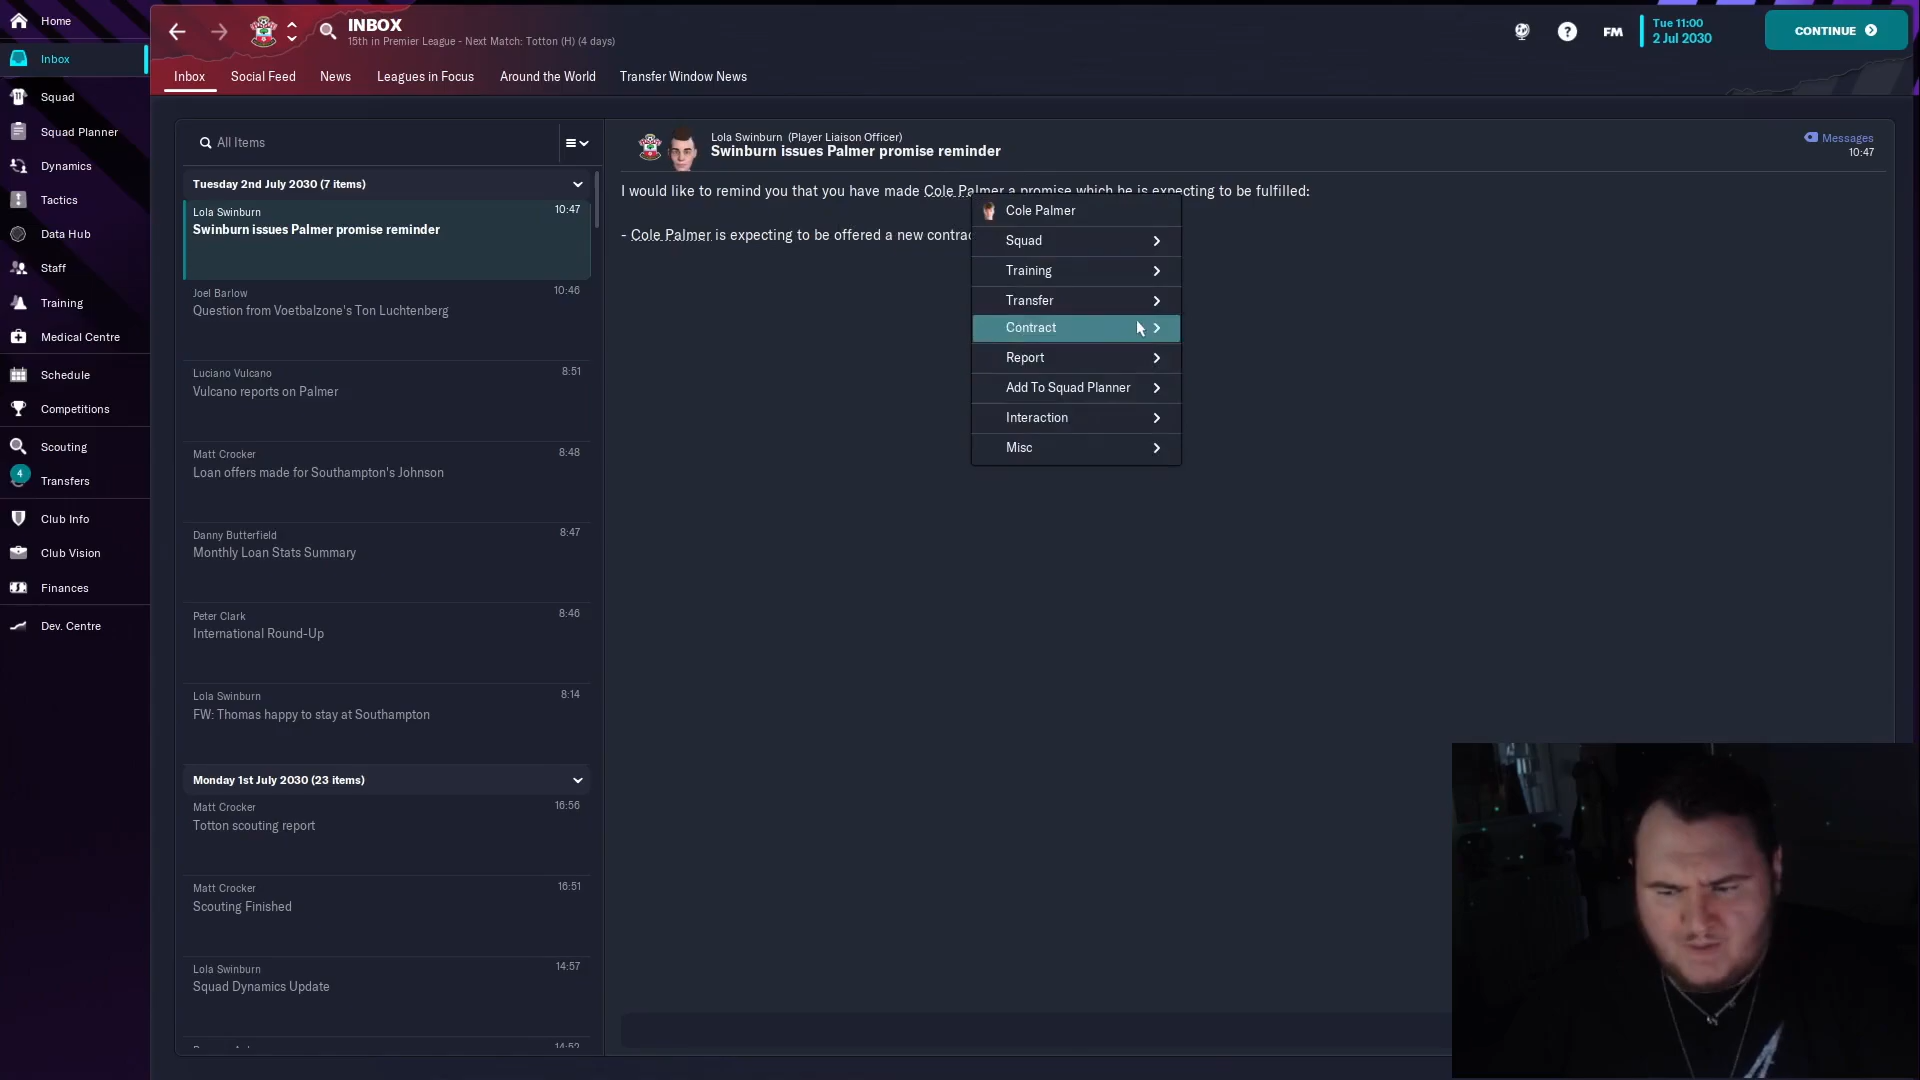 Home
Inbox
Squad
Squad Planner
Dynamics
Tactics
Data Hub
Staff
Training
Medical Centre
Schedule
Competitions
Scouting
4
Transfers
Club Info
Club Vision
Finances
Dev. Centre
INBOX
15th in Premier League - Next Match: Totton (H) (4 days)
FM
Tue 11:00
2 Jul 2030
CONTINUE
Inbox Social Feed News Leagues in Focus Around the World Transfer Window News
All Items
Tuesday 2nd July 2030 (7 items)
Lola Swinburn 10:47
Swinburn issues Palmer promise reminder
Joel Barlow 10:46
Question from Voetbalzone's Ton Luchtenberg
Luciano Vulcano 8:51
Vulcano reports on Palmer
Matt Crocker 8:48
Loan offers made for Southampton's Johnson
Danny Butterfield 8:47
Monthly Loan Stats Summary
Peter Clark 8:46
International Round-Up
Lola Swinburn 8:14
FW: Thomas happy to stay at Southampton
Monday 1st July 2030 (23 items)
Matt Crocker 16:56
Totton scouting report
Matt Crocker 16:51
Scouting Finished
Lola Swinburn 14:57
Squad Dynamics Update
Lola Swinburn (Player Liaison Officer)
Swinburn issues Palmer promise reminder
Messages
10:47
I would like to remind you that you have made Cole Palmer a promise which he is expecting to be fulfilled:
- Cole Palmer is expecting to be offered a new
Cole Palmer
Squad
Training
Transfer
Contract
Report
Add To Squad Planner
Interaction
Misc